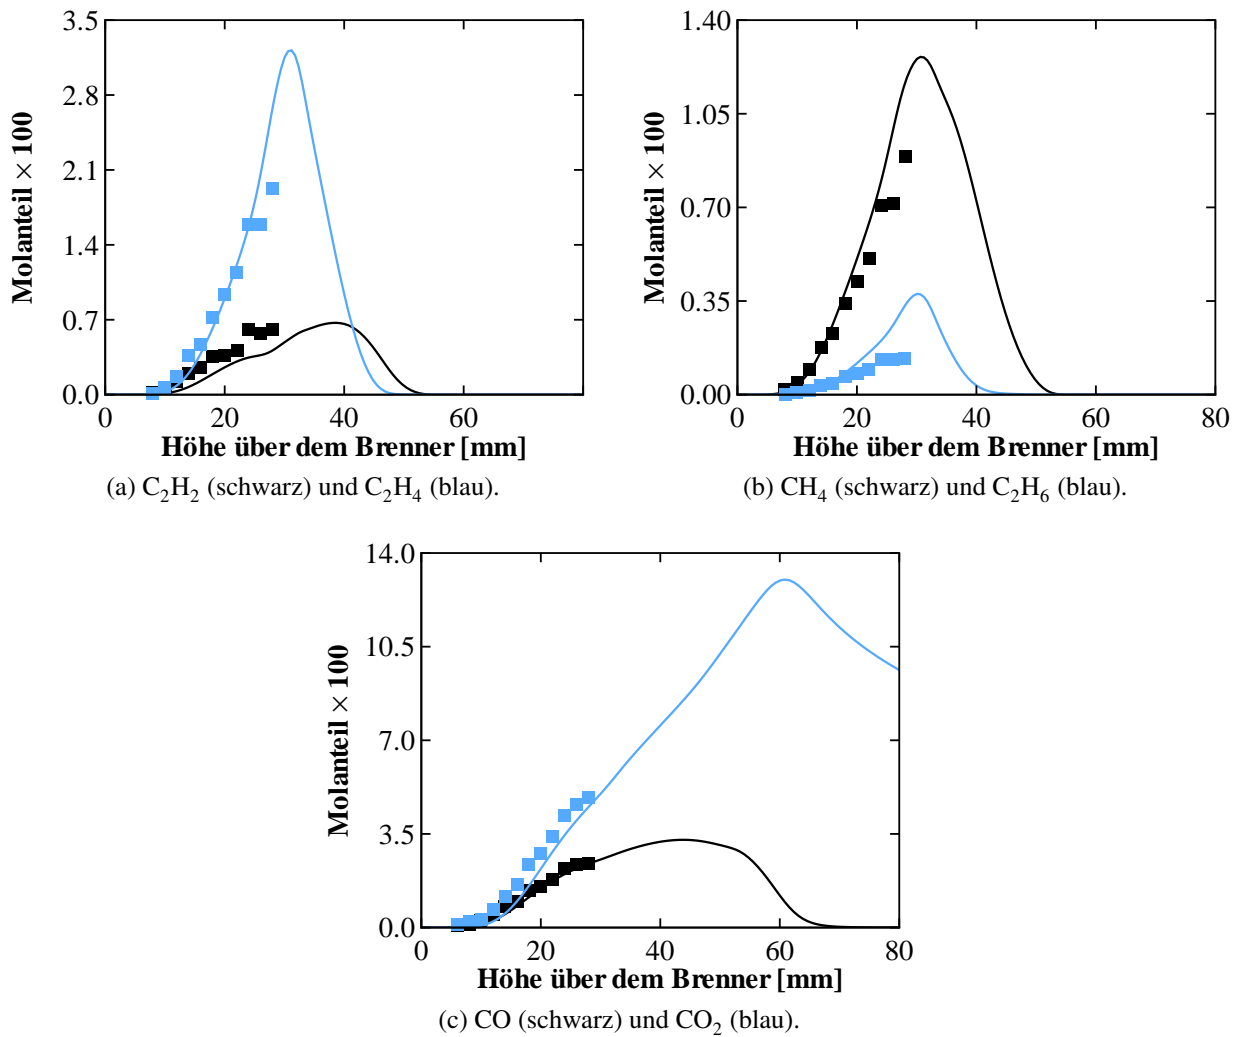 3.5
2.8
2.1
1.4
0.7
0.0
0 20 40 60
Molanteil × 100
Höhe über dem Brenner [mm]
(a) C₂H₂ (schwarz) und C₂H₄ (blau).
1.40
1.05
0.70
0.35
0.00
0 20 40 60 80
Molanteil × 100
Höhe über dem Brenner [mm]
(b) CH₄ (schwarz) und C₂H₆ (blau).
14.0
10.5
7.0
3.5
0.0
0 20 40 60 80
Molanteil × 100
Höhe über dem Brenner [mm]
(c) CO (schwarz) und CO₂ (blau).